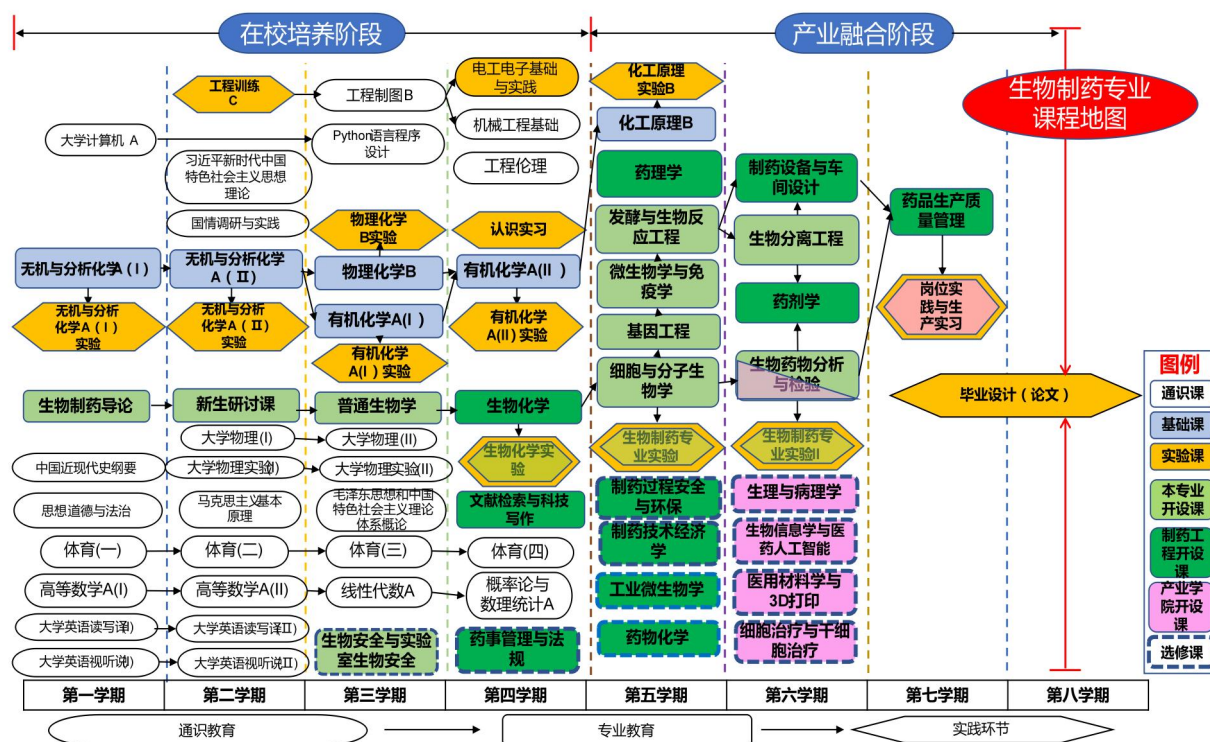 在校培养阶段
产业融合阶段
生物制药专业
课程地图
工程训练
C
工程制图B
电工电子基础
与实践
化工原理
实验B
大学计算机 A
Python语言程序
设计
机械工程基础
化工原理B
习近平新时代中国
特色社会主义思想
理论
工程伦理
药理学
制药设备与车
间设计
国情调研与实践
物理化学
B实验
认识实习
发酵与生物反
应工程
生物分离工程
药品生产质
量管理
无机与分析化学A(I)
无机与分析化学
A(II)
物理化学B
有机化学A(II)
微生物学与免
疫学
药剂学
岗位实
践与生
产实习
无机与分析
化学A(I)
实验
无机与分析
化学A(II)
实验
有机化学A(I)
有机化学
A(II)实验
基因工程
有机化学
A(I)实验
细胞与分子生
物学
生物药物分析
与检验
毕业设计(论文)
生物制药导论
新生研讨课
普通生物学
生物化学
大学物理(I)
大学物理(II)
生物化学实
验
生物制药专
业实验I
生物制药专
业实验II
中国近现代史纲要
大学物理实验(I)
大学物理实验(II)
思想道德与法治
马克思主义基本
原理
毛泽东思想和中国
特色社会主义理论
体系概论
文献检索与科技
写作
制药过程安全
与环保
生理与病理学
体育(一)
体育(二)
体育(三)
体育(四)
制药技术经济
学
生物信息学与医
药人工智能
高等数学A(I)
高等数学A(II)
线性代数A
概率论与
数理统计A
工业微生物学
医用材料学与
3D打印
大学英语读写译(I)
大学英语读写译(II)
生物安全与实验
室生物安全
药事管理与法
规
药物化学
细胞治疗与干细
胞治疗
大学英语视听说(I)
大学英语视听说(II)
图例
通识课
基础课
实验课
本专业
开设课
制药工
程开设
课
产业学
院开设
课
选修课
第一学期
第二学期
第三学期
第四学期
第五学期
第六学期
第七学期
第八学期
通识教育
专业教育
实践环节